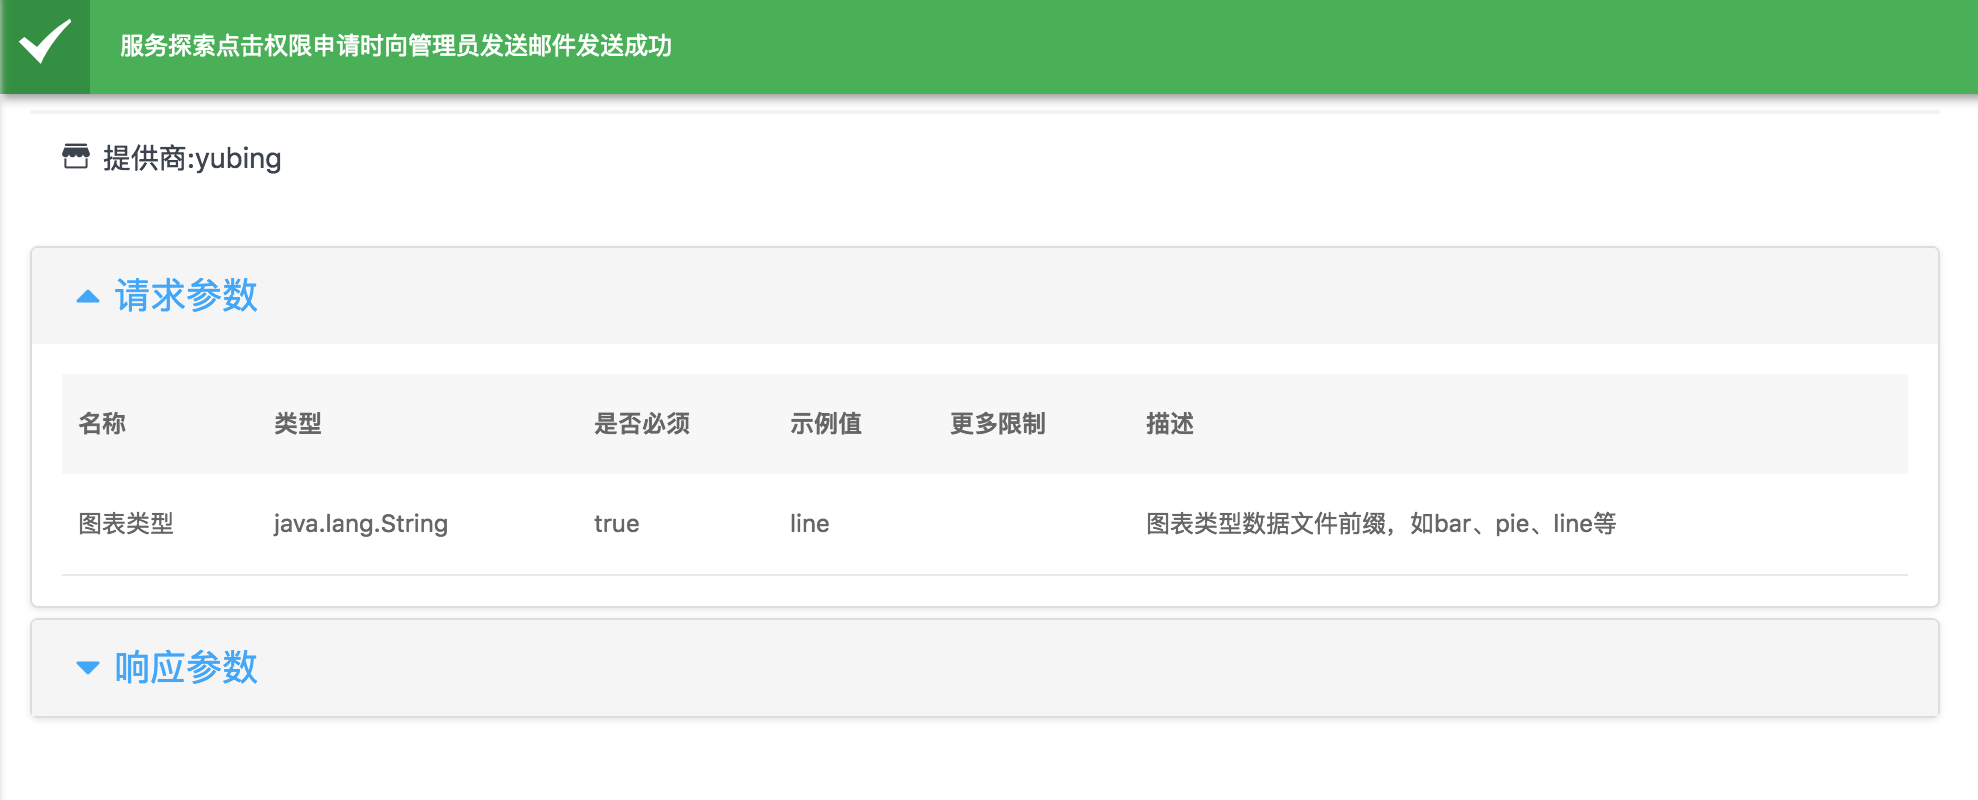 服务探索点击权限申请时向管理员发送邮件发送成功
提供商:yubing
请求参数
名称 类型 是否必须 示例值 更多限制 描述
图表类型 java.lang.String true line 图表类型数据文件前缀，如bar、pie、line等
响应参数